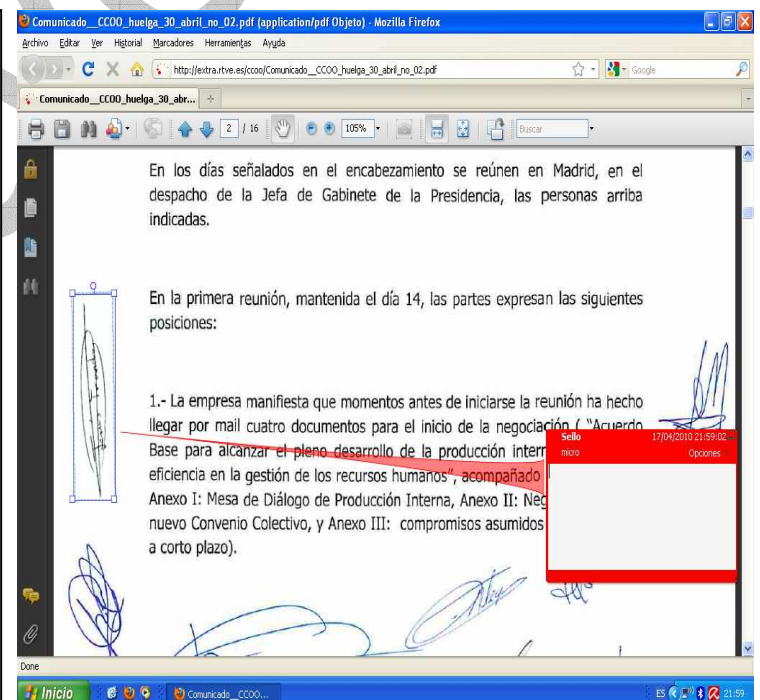 Comunicado__CCOO_huelga_30_abril_no_02.pdf (application/pdf Objeto) - Mozilla Firefox
Archivo Editar Ver Historial Marcadores Herramientas Ayuda
http://extra.rtve.es/ccoo/Comunicado__CCOO_huelga_30_abril_no_02.pdf
Google
Comunicado__CCOO_huelga_30_abr...
2 / 16 105% Buscar
En los días señalados en el encabezamiento se reúnen en Madrid, en el
despacho de la Jefa de Gabinete de la Presidencia, las personas arriba
indicadas.
En la primera reunión, mantenida el día 14, las partes expresan las siguientes
posiciones:
1.- La empresa manifiesta que momentos antes de iniciarse la reunión ha hecho
llegar por mail cuatro documentos para el inicio de la negociación ( "Acuerdo
Base para alcanzar el pleno desarrollo de la producción inter
eficiencia en la gestión de los recursos humanos", acompañado
Anexo I: Mesa de Diálogo de Producción Interna, Anexo II: Neg
nuevo Convenio Colectivo, y Anexo III: compromisos asumidos
a corto plazo).
Sello 17/04/2010 21:59:02
micro Opciones
Done
Inicio Comunicado__CCOO... ES 21:59